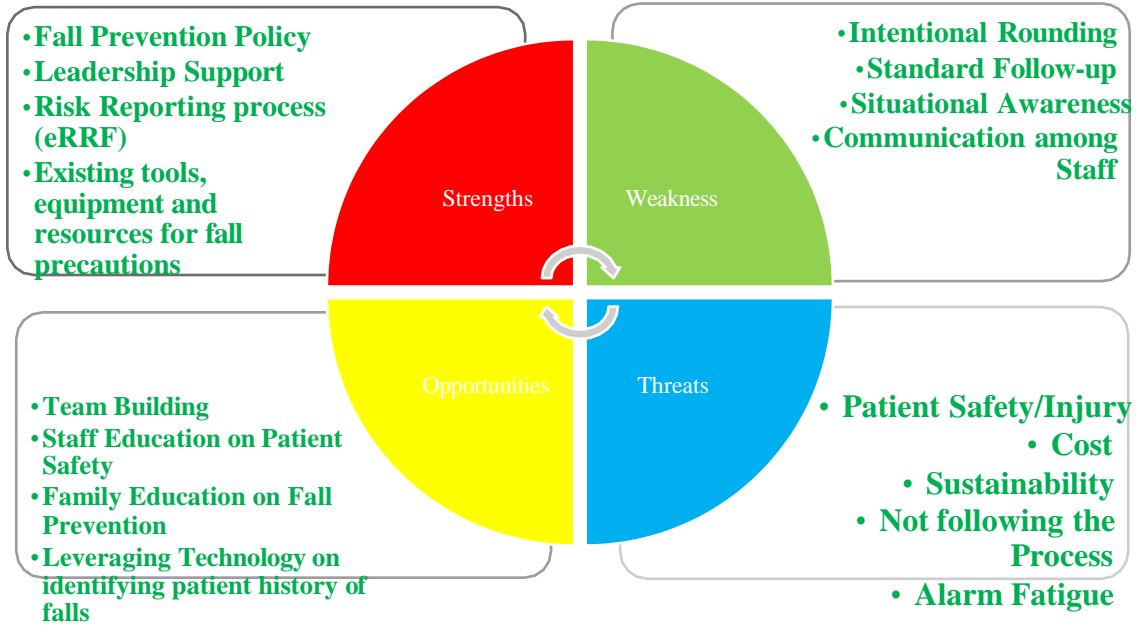 •Fall Prevention Policy
•Leadership Support
•Risk Reporting process
(eRRF)
•Existing tools,
equipment and
resources for fall
precautions
Strengths
Weakness
•Intentional Rounding
•Standard Follow-up
•Situational Awareness
•Communication among
Staff
Opportunities
Threats
•Team Building
•Staff Education on Patient
Safety
•Family Education on Fall
Prevention
•Leveraging Technology on
identifying patient history of
falls
• Patient Safety/Injury
• Cost
• Sustainability
• Not following the
Process
• Alarm Fatigue